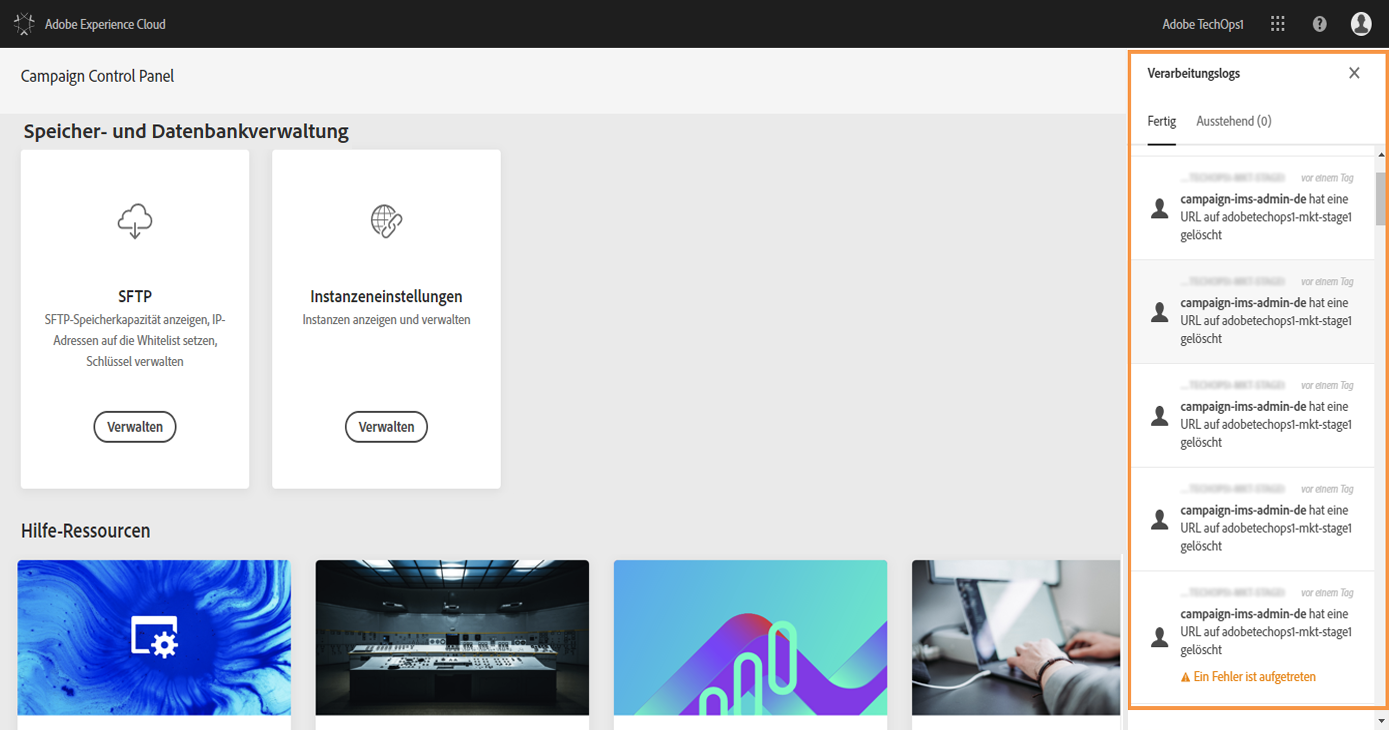 Adobe Experience Cloud
Adobe TechOps1
Campaign Control Panel
Speicher- und Datenbankverwaltung
SFTP
SFTP-Speicherkapazität anzeigen, IP-
Adressen auf die Whitelist setzen,
Schlüssel verwalten
Verwalten
Instanzeneinstellungen
Instanzen anzeigen und verwalten
Verwalten
Hilfe-Ressourcen
Verarbeitungslogs
Fertig Ausstehend (0)
vor einem Tag
campaign-ims-admin-de hat eine
URL auf adobetechops1-mkt-stage1
gelöscht
vor einem Tag
campaign-ims-admin-de hat eine
URL auf adobetechops1-mkt-stage1
gelöscht
vor einem Tag
campaign-ims-admin-de hat eine
URL auf adobetechops1-mkt-stage1
gelöscht
vor einem Tag
campaign-ims-admin-de hat eine
URL auf adobetechops1-mkt-stage1
gelöscht
vor einem Tag
campaign-ims-admin-de hat eine
URL auf adobetechops1-mkt-stage1
gelöscht
Ein Fehler ist aufgetreten